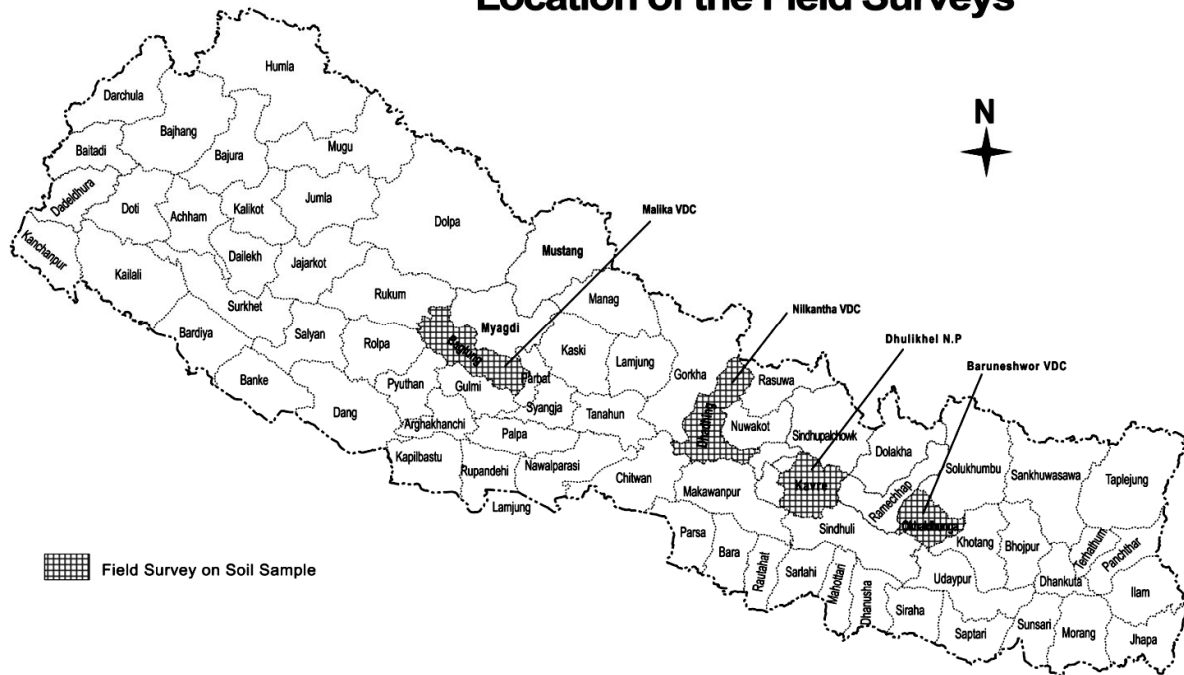 Location of the Field Surveys
Humla
Darchula
N
Bajhang
Baitadi
Bajura
Mugu
Dadeldhura
Doti
Achham
Kalikot
Jumla
Malika VDC
Dolpa
Kanchanpur
Mustang
Dailekh
Jajarkot
Kailali
Rukum
Manag
Surkhet
Nilkantha VDC
Bardiya
Salyan
Myagdi
Rolpa
Baglung
Kaski
Lamjung
Dhulikhel N.P
Gorkha
Baruneshwor VDC
Banke
Pyuthan
Gulmi
Parbat
Rasuwa
Dang
Syangja
Tanahun
Dhading
Nuwakot
Arghakhanchi
Palpa
Sindhupalchowk
Dolakha
Kapilbastu
Rupandehi
Nawalparasi
Chitwan
Solukhumbu
Sankhuwasawa
Taplejung
Makawanpur
Kavre
Ramechhap
Lamjung
Okhaldhunga
Parsa
Sindhuli
Khotang
Bhojpur
Terhathum
Panchthar
Bara
Rautahat
Sarlahi
Mahottari
Dhanusha
Udaypur
Dhankuta
Field Survey on Soil Sample
Siraha
Ilam
Saptari
Sunsari
Morang
Jhapa